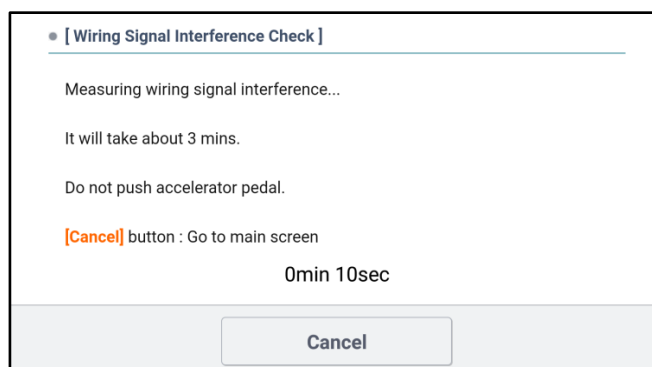 [ Wiring Signal Interference Check ]
Measuring wiring signal interference...
It will take about 3 mins.
Do not push accelerator pedal.
[Cancel] button : Go to main screen
0min 10sec
Cancel